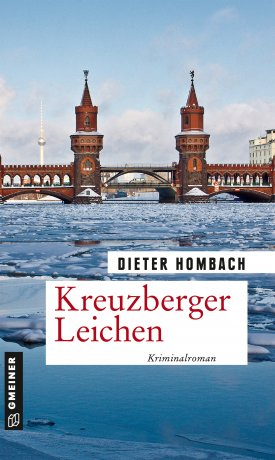 DIETER HOMBACH
Kreuzberger
Leichen
Kriminalroman
GMEINER